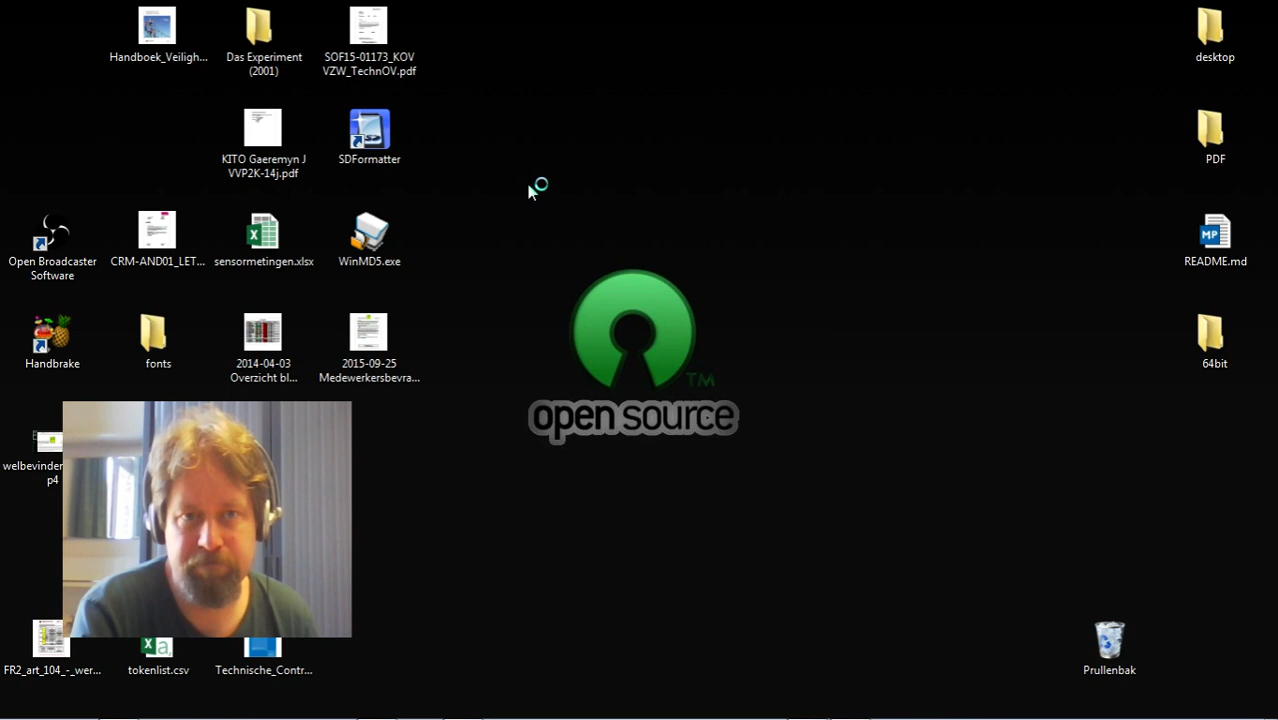 Handboek_Veiligh...
Das Experiment
(2001)
SOF15-01173_KOV
VZW_TechnOV.pdf
desktop
KITO Gaeremyn J
VVP2K-14j.pdf
SDFormatter
PDF
Open Broadcaster
Software
CRM-AND01_LET...
sensormetingen.xlsx
WinMD5.exe
MP
README.md
Handbrake
fonts
2014-04-03
Overzicht bl...
2015-09-25
Medewerkersbevra...
64bit
TM
open source
welbevinden
p4
FR2_art_104_-_wer...
tokenlist.csv
Technische_Contr...
Prullenbak